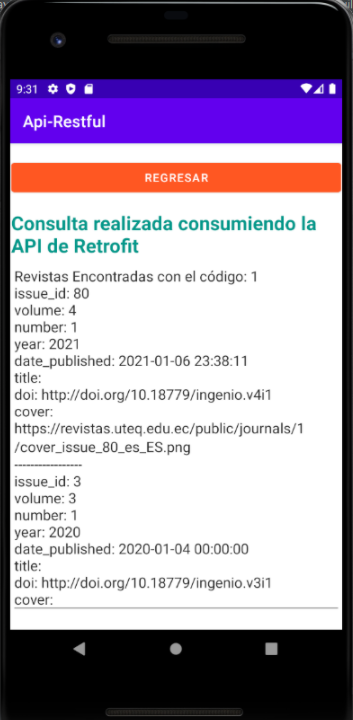 9:31
Api-Restful
REGRESAR
Consulta realizada consumiendo la
API de Retrofit
Revistas Encontradas con el código: 1
issue_id: 80
volume: 4
number: 1
year: 2021
date_published: 2021-01-06 23:38:11
title:
doi: http://doi.org/10.18779/ingenio.v4i1
cover:
https://revistas.uteq.edu.ec/public/journals/1
/cover_issue_80_es_ES.png
-----------------
issue_id: 3
volume: 3
number: 1
year: 2020
date_published: 2020-01-04 00:00:00
title:
doi: http://doi.org/10.18779/ingenio.v3i1
cover: